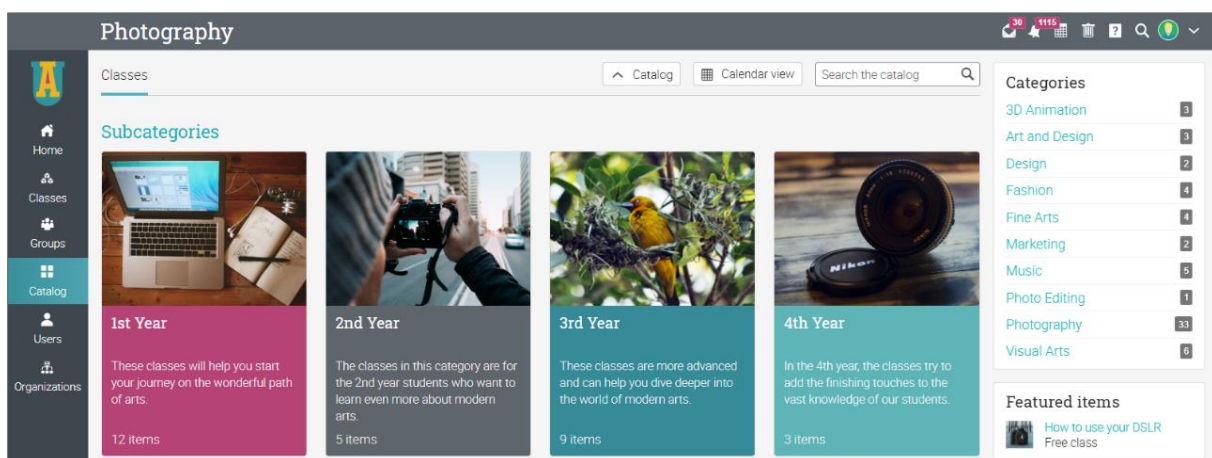 Photography
30
1115
?
A
Home
Classes
Groups
Catalog
Users
Organizations
Classes
Catalog
Calendar view
Search the catalog
Subcategories
1st Year
These classes will help you start
your journey on the wonderful path
of arts.
12 items
2nd Year
The classes in this category are for
the 2nd year students who want to
learn even more about modern
arts.
5 items
3rd Year
These classes are more advanced
and can help you dive deeper into
the world of modern arts.
9 items
Nikon
4th Year
In the 4th year, the classes try to
add the finishing touches to the
vast knowledge of our students.
3 items
Categories
3D Animation 3
Art and Design 3
Design 2
Fashion 4
Fine Arts 4
Marketing 2
Music 5
Photo Editing 1
Photography 33
Visual Arts 6
Featured items
How to use your DSLR
Free class